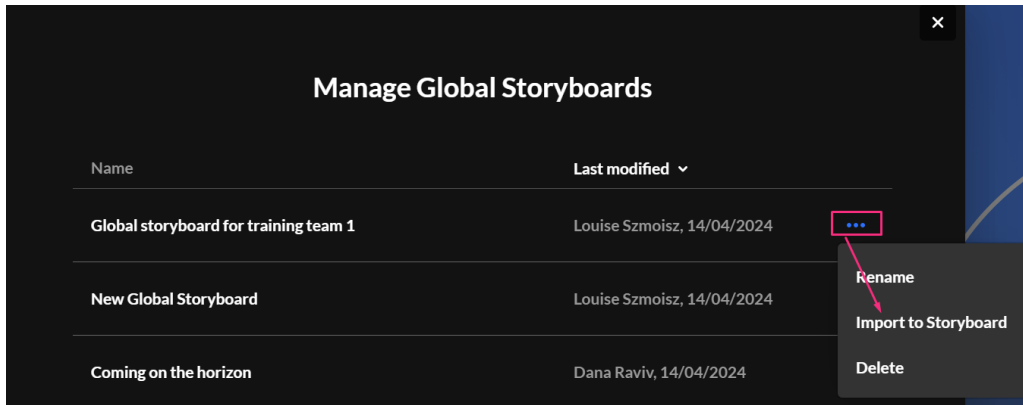 Manage Global Storyboards
Name Last modified
Global storyboard for training team 1 Louise Szmoisz, 14/04/2024
Rename
New Global Storyboard Louise Szmoisz, 14/04/2024
Import to Storyboard
Coming on the horizon Dana Raviv, 14/04/2024
Delete